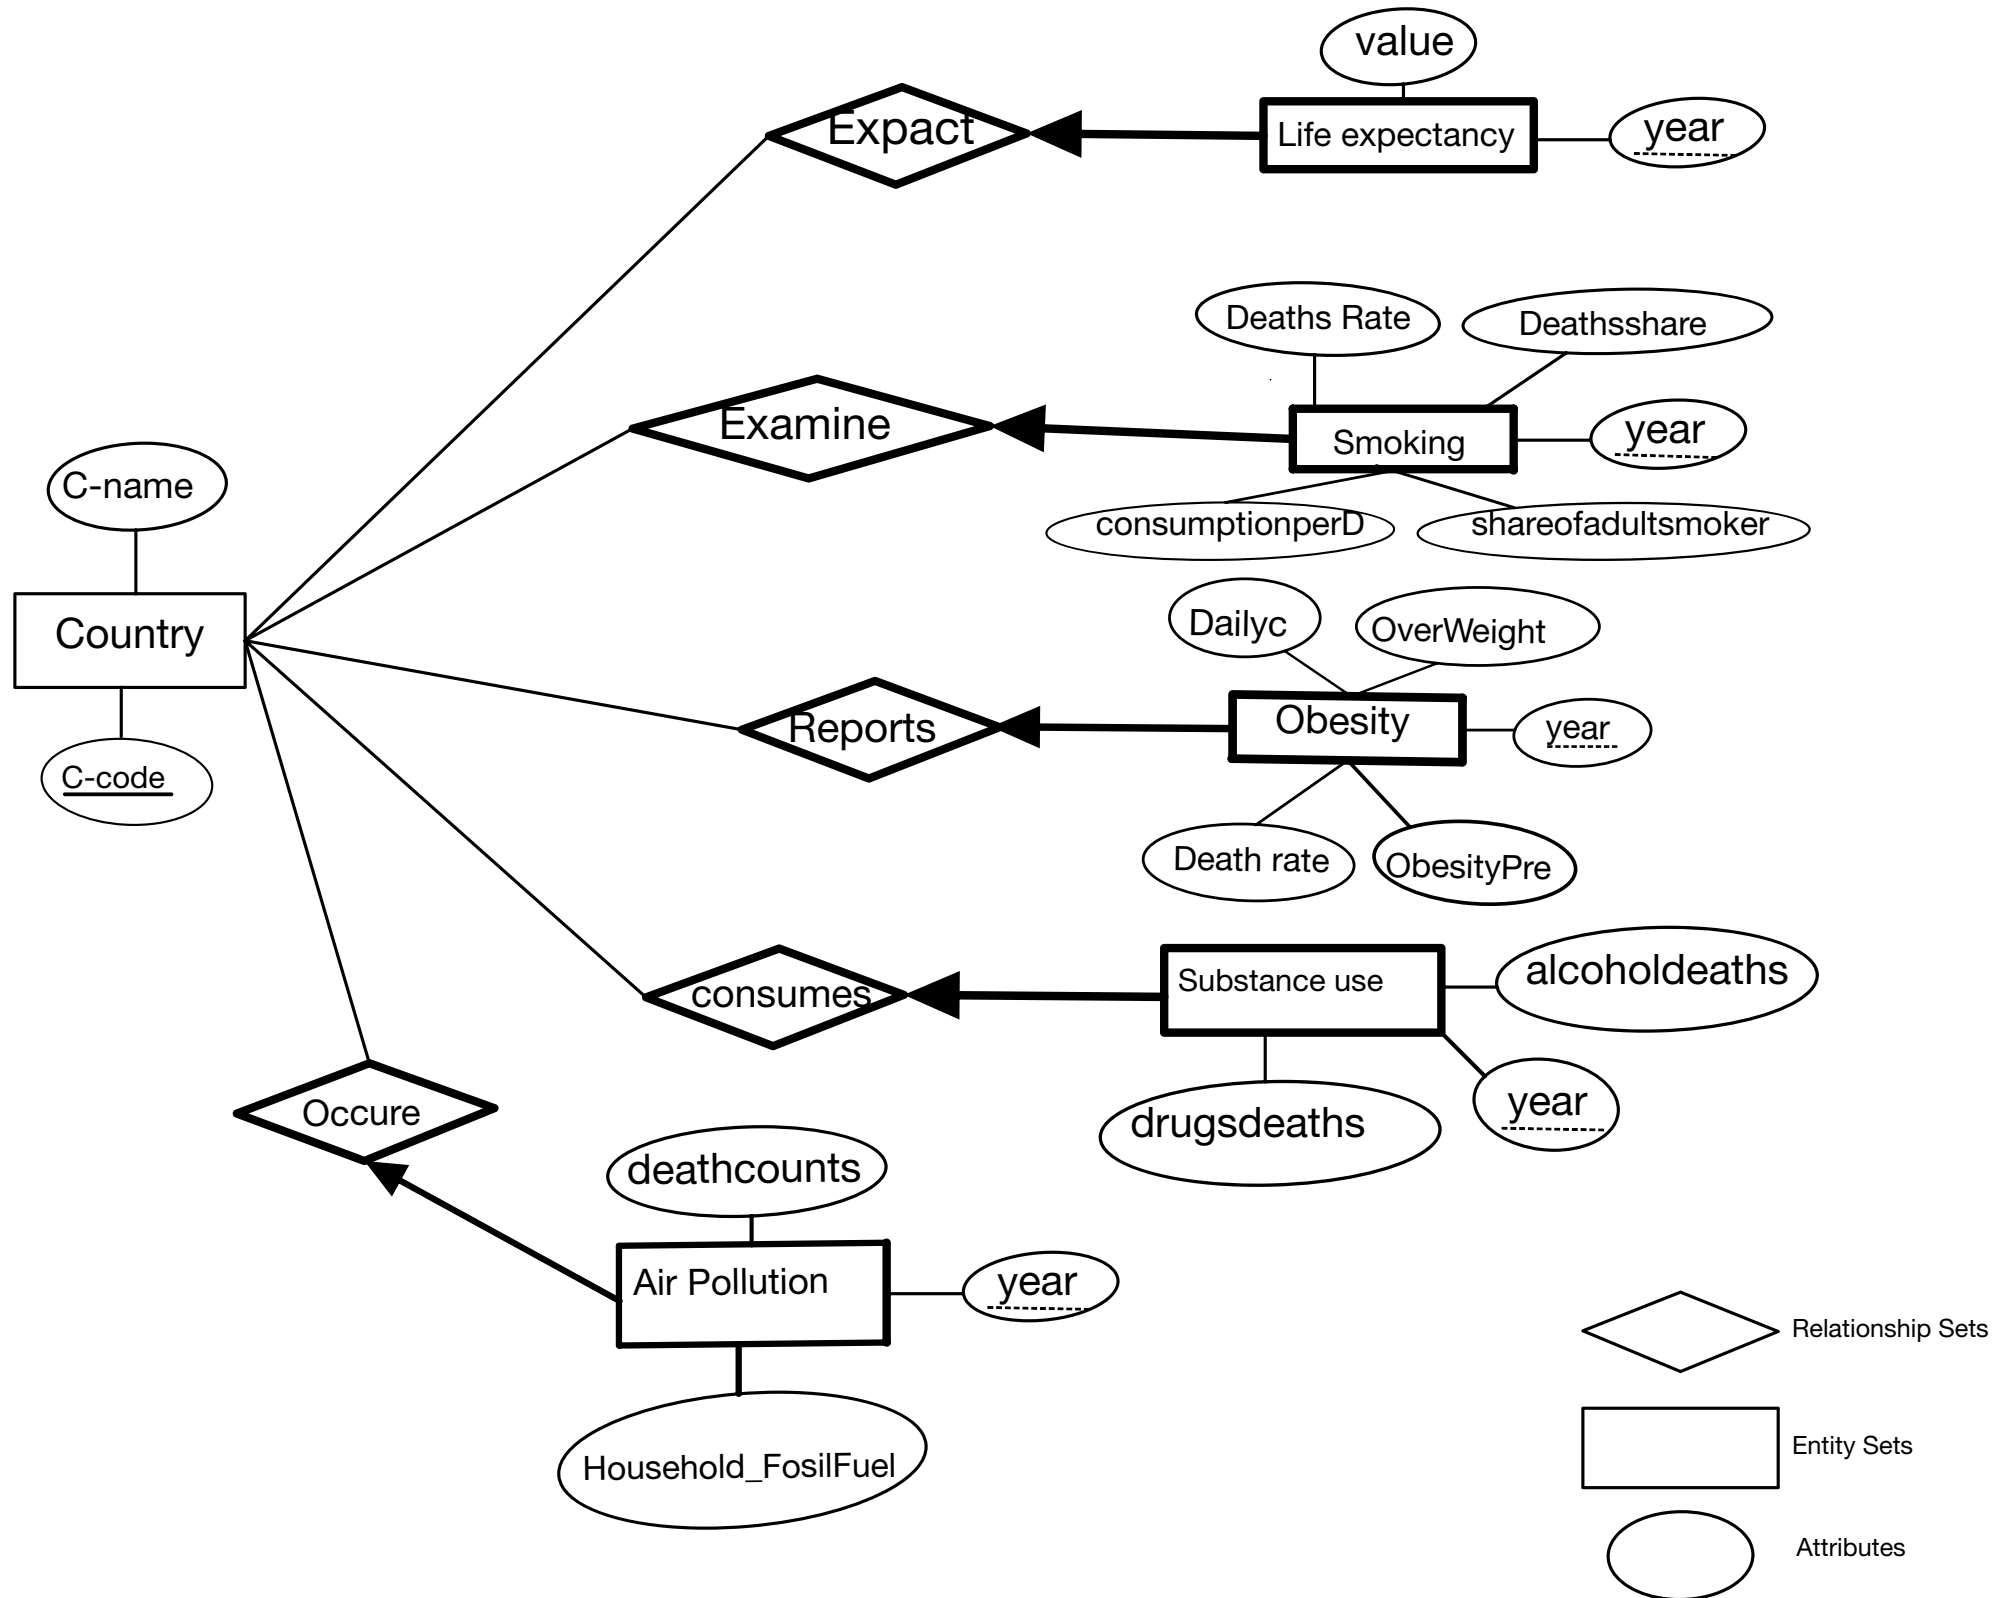 value
Expact
Life expectancy
year
Deaths Rate
Deathsshare
Examine
Smoking
year
consumptionperD
shareofadultsmoker
C-name
Country
C-code
Dailyc
OverWeight
Reports
Obesity
year
Death rate
ObesityPre
consumes
Substance use
alcoholdeaths
year
drugsdeaths
Occure
deathcounts
Air Pollution
year
Household_FosilFuel
Relationship Sets
Entity Sets
Attributes